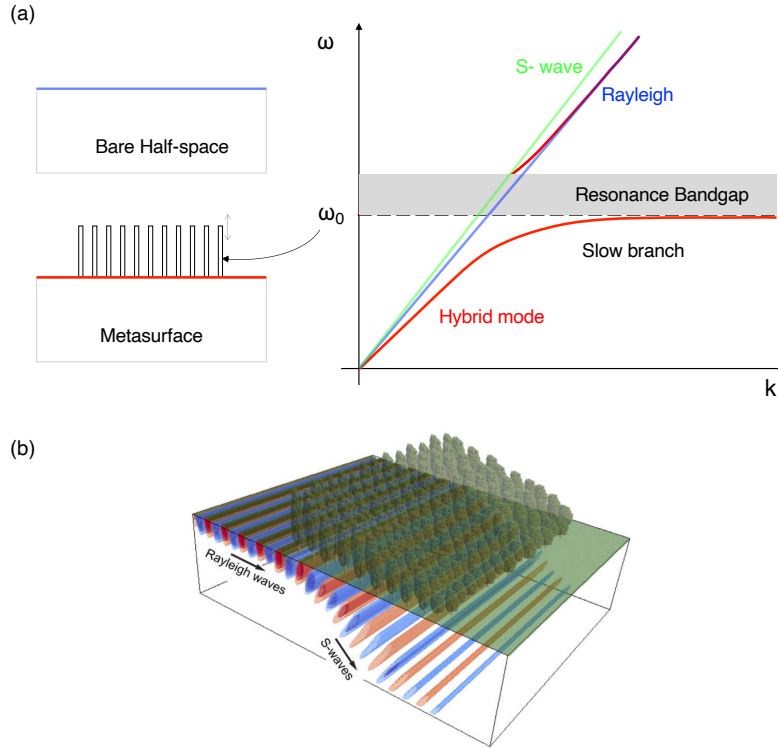 (a)
ω
S- wave
Rayleigh
Bare Half-space
Resonance Bandgap
ω₀
Slow branch
Metasurface
Hybrid mode
k
(b)
Rayleigh waves
S-waves